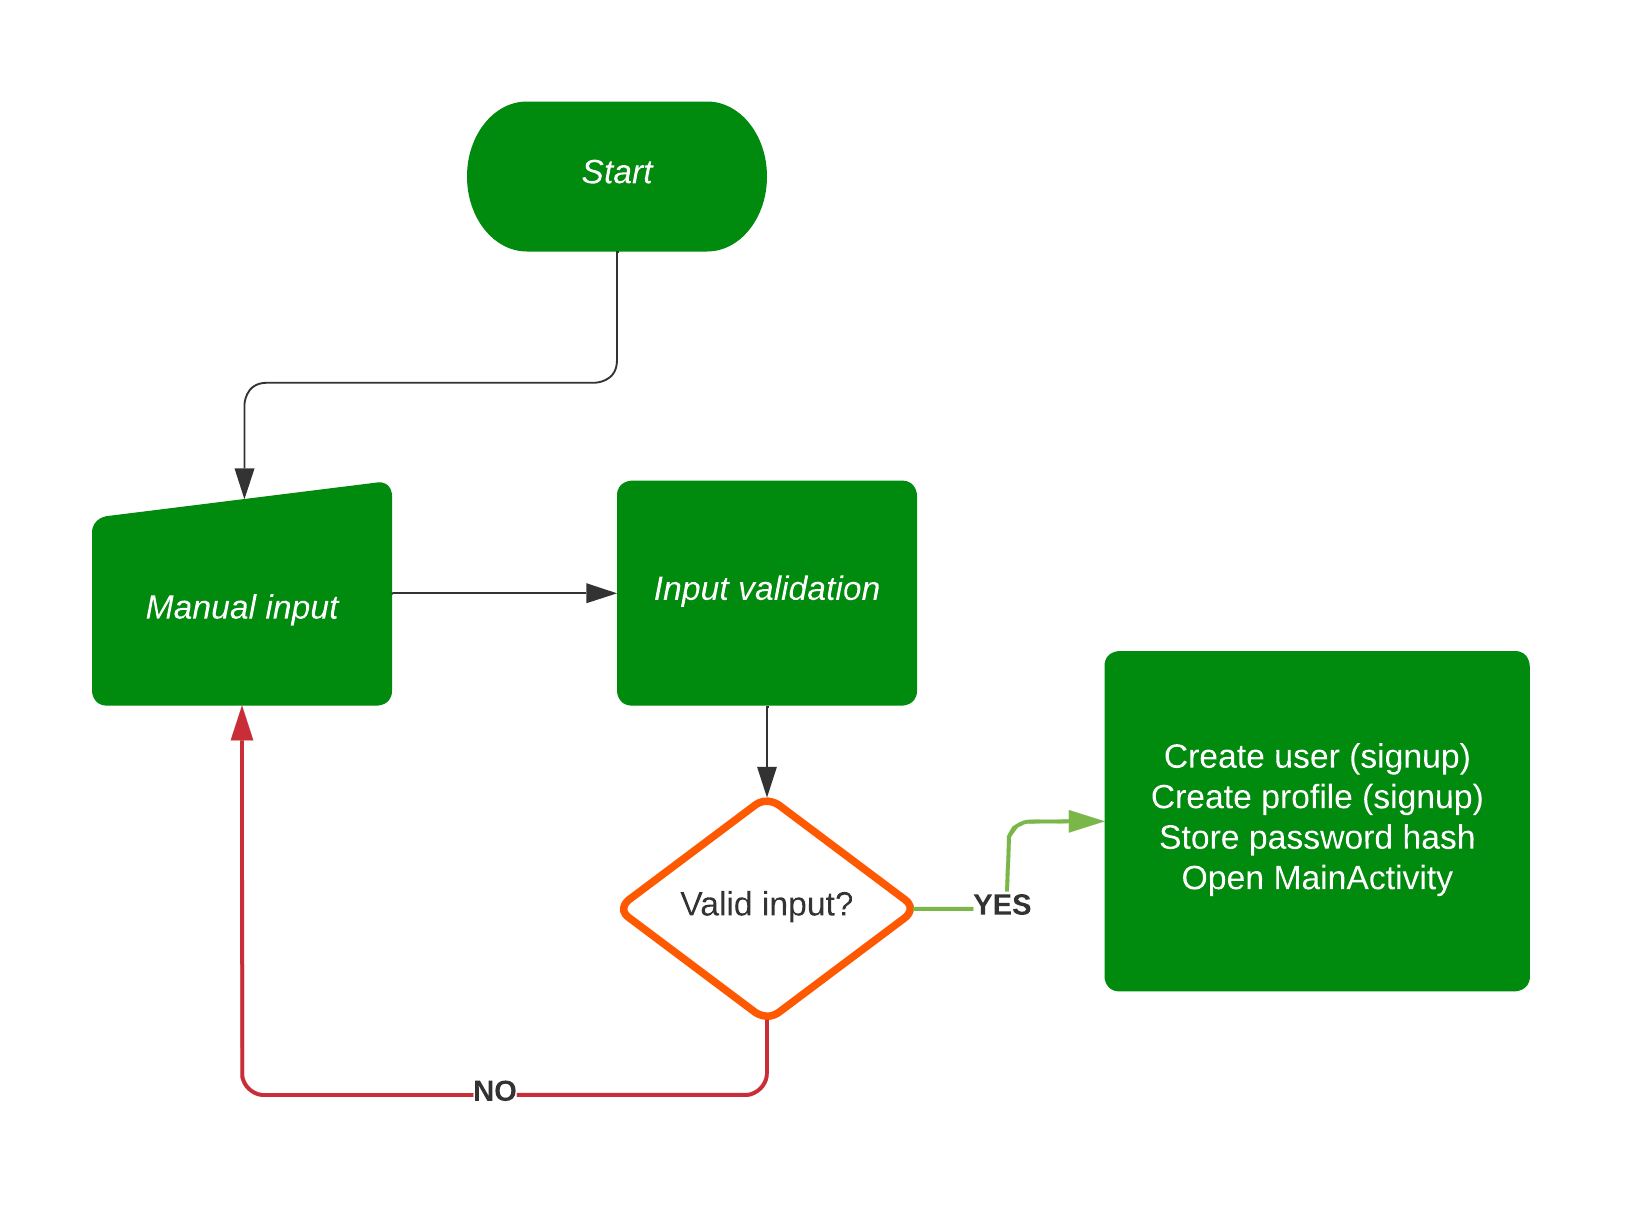 Start
Manual input
Input validation
Valid input?
YES
NO
Create user (signup)
Create profile (signup)
Store password hash
Open MainActivity